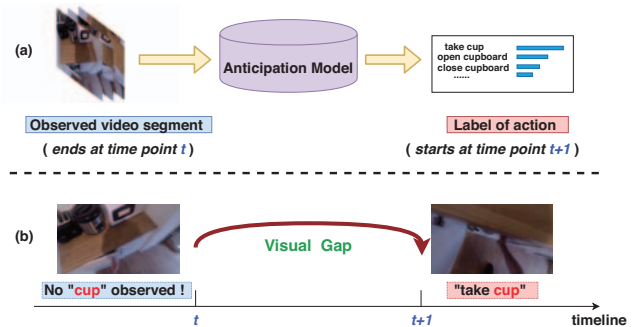 (a)
Anticipation Model
take cup
open cupboard
close cupboard
......
Observed video segment
( ends at time point t )
Label of action
( starts at time point t+1 )
(b)
Visual Gap
No "cup" observed !
"take cup"
t
t+1
timeline